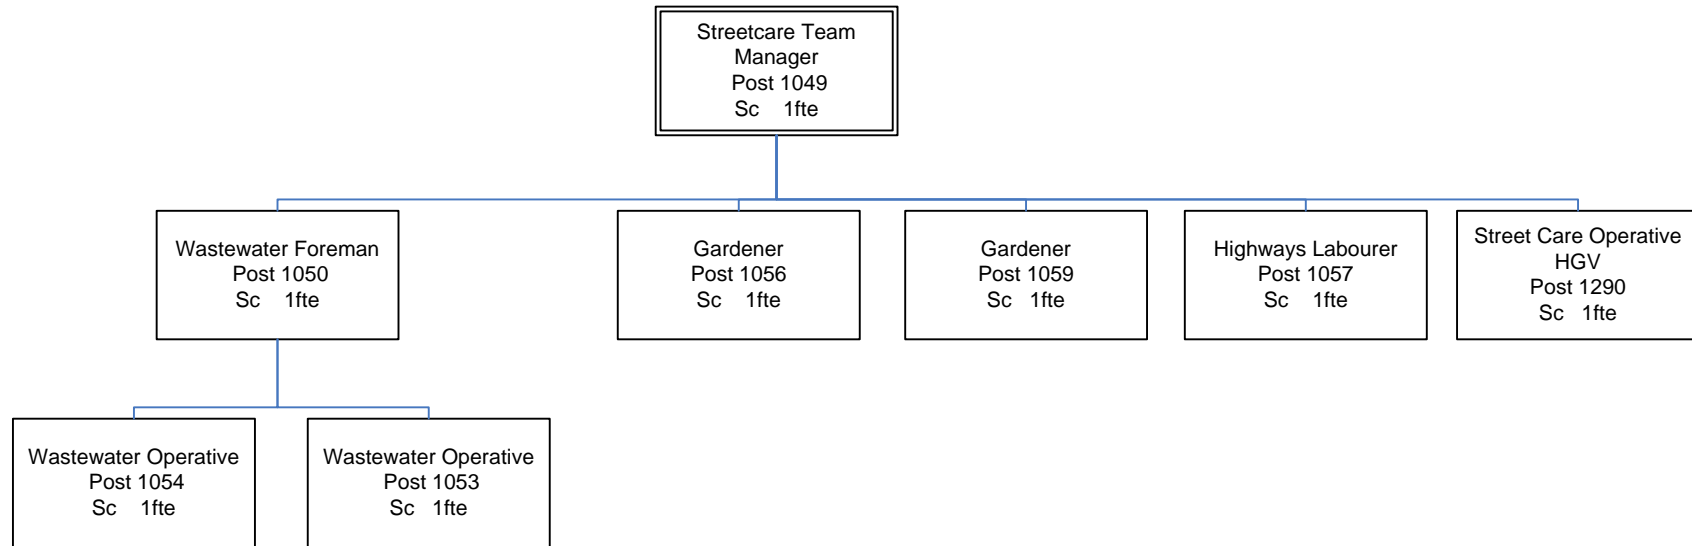 Streetcare Team
Manager
Post 1049
Sc 1fte
Wastewater Foreman
Post 1050
Sc 1fte
Gardener
Post 1056
Sc 1fte
Gardener
Post 1059
Sc 1fte
Highways Labourer
Post 1057
Sc 1fte
Street Care Operative
HGV
Post 1290
Sc 1fte
Wastewater Operative
Post 1054
Sc 1fte
Wastewater Operative
Post 1053
Sc 1fte